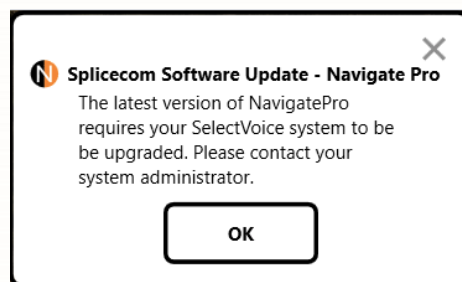 Splicecom Software Update - Navigate Pro
The latest version of NavigatePro
requires your SelectVoice system to be
be upgraded. Please contact your
system administrator.
OK